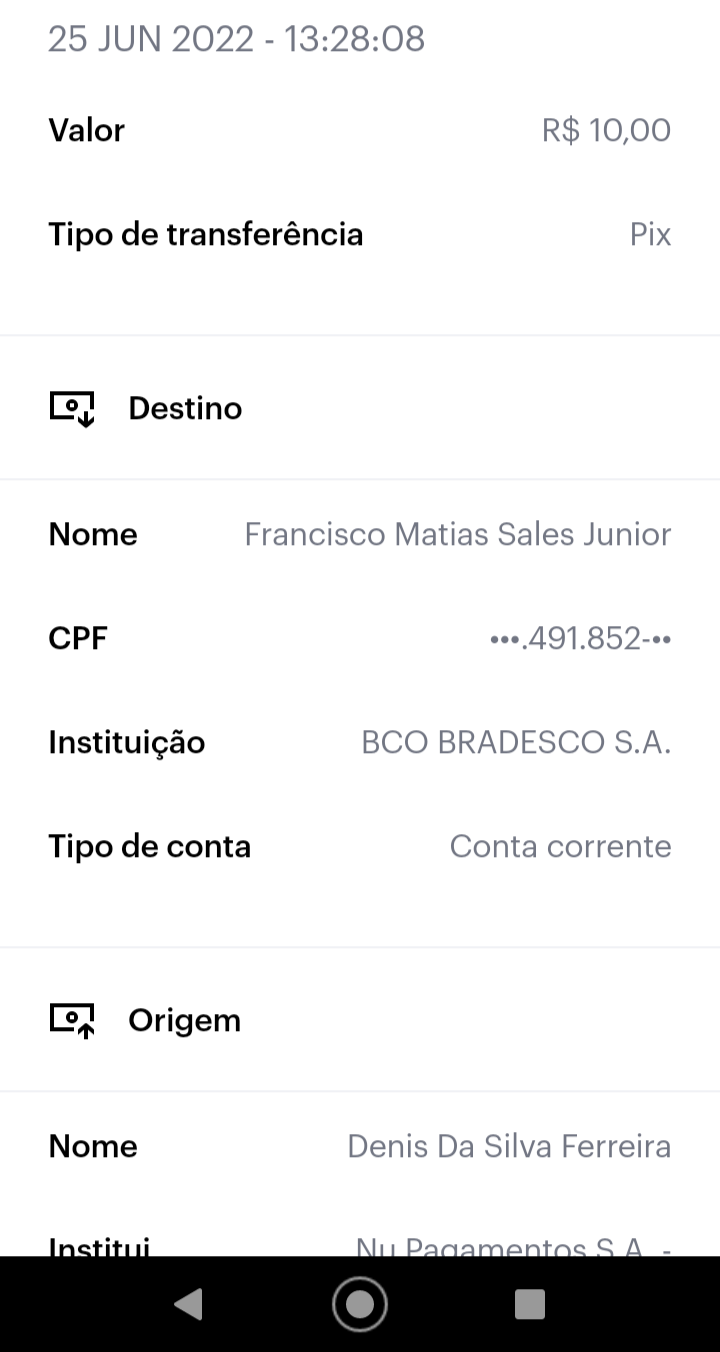 25 JUN 2022 - 13:28:08
Valor R$ 10,00
Tipo de transferência Pix
Destino
Nome Francisco Matias Sales Junior
CPF •••.491.852-••
Instituição BCO BRADESCO S.A.
Tipo de conta Conta corrente
Origem
Nome Denis Da Silva Ferreira
Institui Nu Pagamentos S.A. -